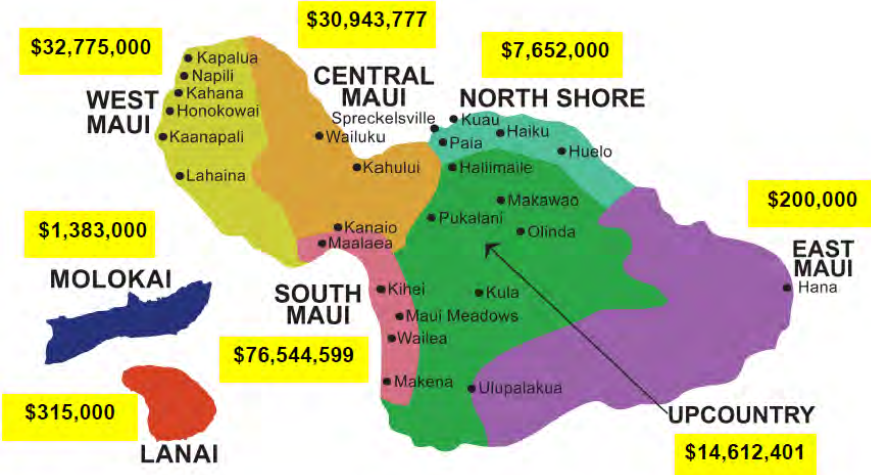 $30,943,777
$32,775,000
$7,652,000
Kapalua
Napili
Kahana
Honokowai
Kaanapali
Lahaina
WEST
MAUI
CENTRAL
MAUI
Spreckelsville
Wailuku
Kahului
Kanaio
Maalaea
NORTH SHORE
Kuau
Haiku
Paia
Huelo
Haliimaile
Makawao
Pukalani
Olinda
$200,000
EAST
MAUI
Hana
$1,383,000
MOLOKAI
SOUTH
MAUI
Kihei
Kula
Maui Meadows
Wailea
$76,544,599
Makena
Ulupalakua
$315,000
LANAI
UPCOUNTRY
$14,612,401